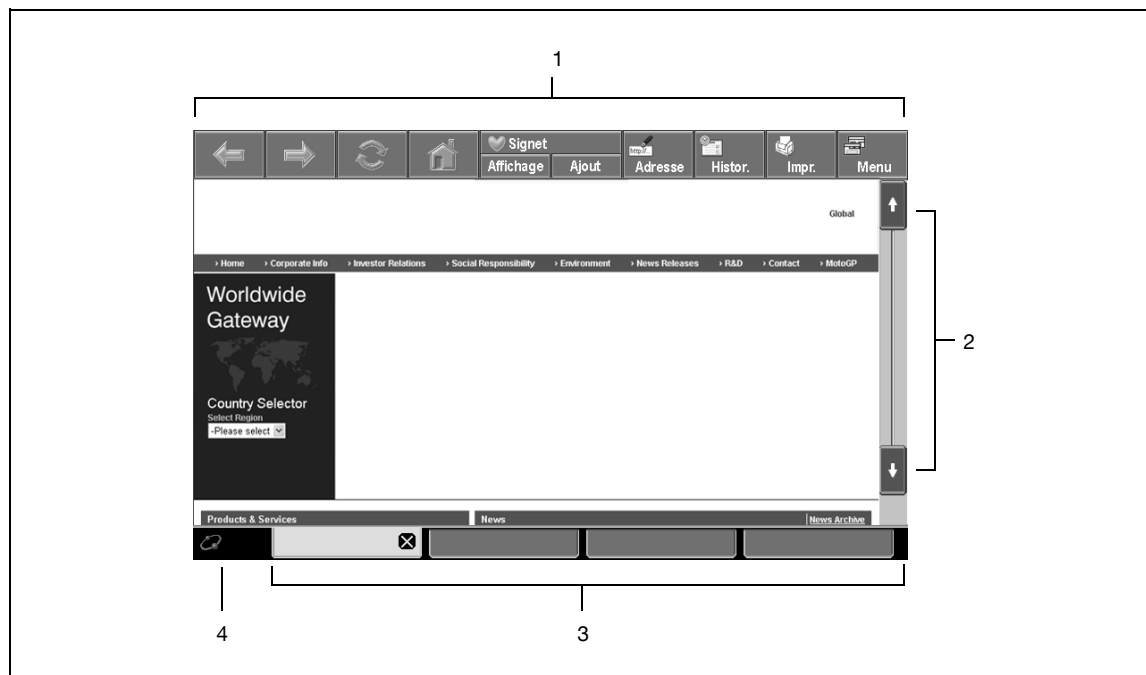 1
Signet
Affichage Ajout Adresse Histor. Impr. Menu
http://.
Global
› Home › Corporate Info › Investor Relations › Social Responsibility › Environment › News Releases › R&D › Contact › MotoGP
Worldwide
Gateway
2
Country Selector
Select Region
-Please select
Products & Services News News Archive
4 3